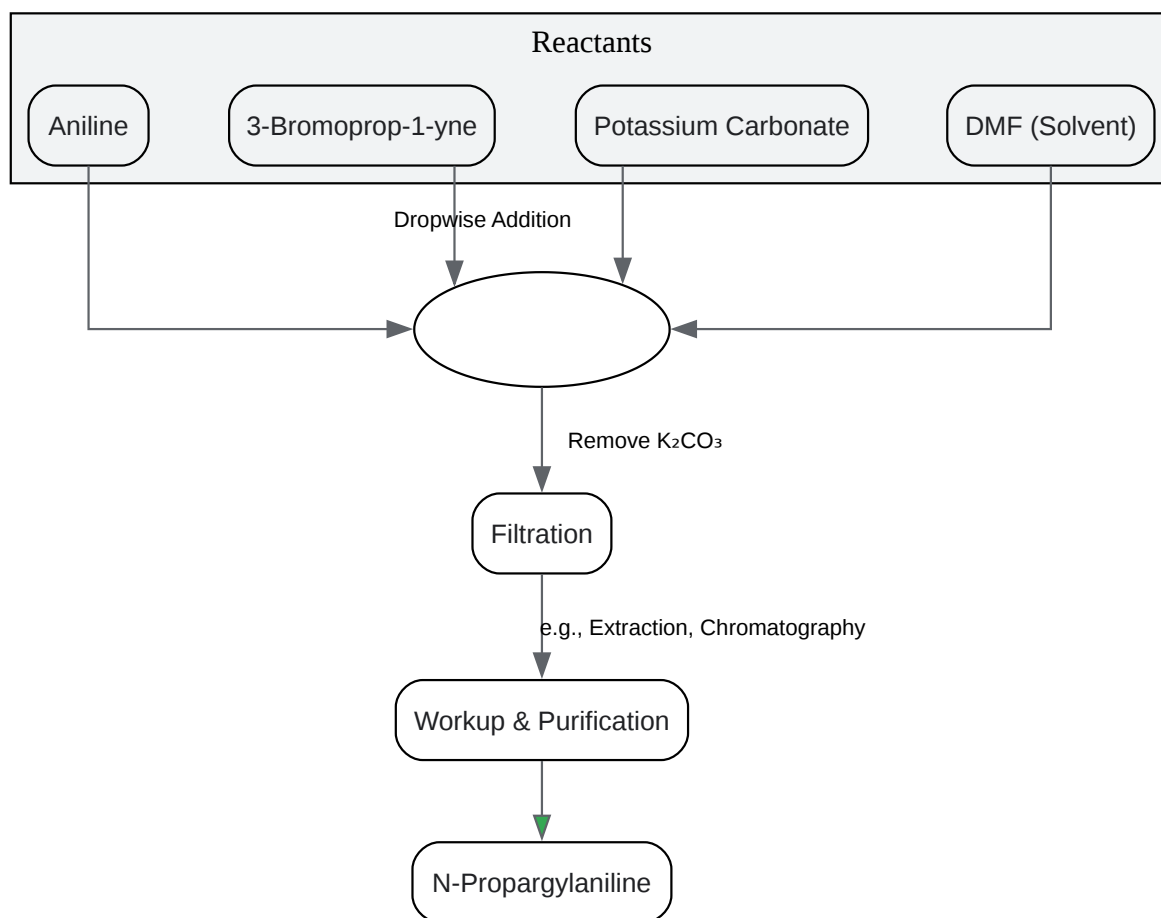 Reactants
Aniline
3-Bromoprop-1-yne
Potassium Carbonate
DMF (Solvent)
Dropwise Addition
Remove K₂CO₃
Filtration
e.g., Extraction, Chromatography
Workup & Purification
N-Propargylaniline